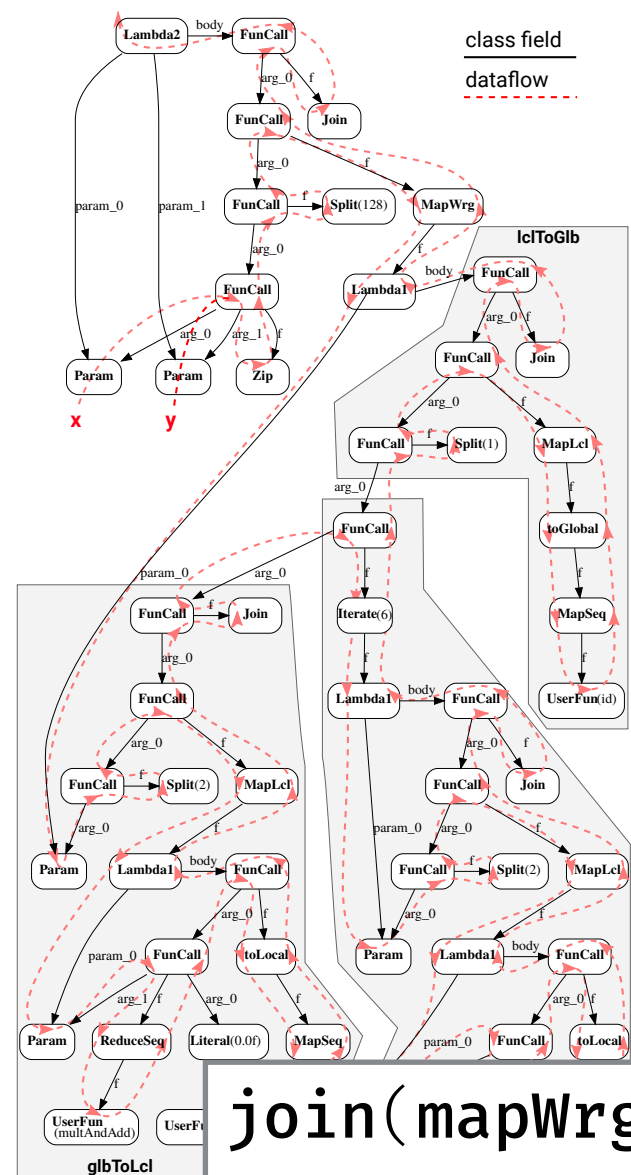 Lambda2
body
FunCall
class field
dataflow
arg_0
f
FunCall
Join
arg_0
f
param_0
param_1
FunCall
f
Split(128)
MapWrg
arg_0
f
lclToGlb
FunCall
Lambda1
body
FunCall
arg_0
arg_1
f
arg_0
f
Param
Param
Zip
FunCall
Join
x
y
arg_0
f
FunCall
f
Split(1)
MapLcl
arg_0
f
FunCall
toGlobal
param_0
arg_0
f
f
FunCall
f
Join
Iterate(6)
MapSeq
arg_0
f
f
FunCall
Lambda1
body
FunCall
UserFun(id)
arg_0
f
arg_0
f
FunCall
f
Split(2)
MapLcl
FunCall
Join
arg_0
f
param_0
arg_0
f
Param
Lambda1
body
FunCall
FunCall
f
Split(2)
MapLcl
arg_0
f
arg_0
f
param_0
FunCall
toLocal
Param
Lambda1
body
FunCall
arg_1
f
arg_0
f
arg_0
f
Param
ReduceSeq
Literal(0.0f)
MapSeq
param_0
FunCall
toLocal
f
UserFun
(multAndAdd)
UserFu
glbToLcl
join(mapWrg